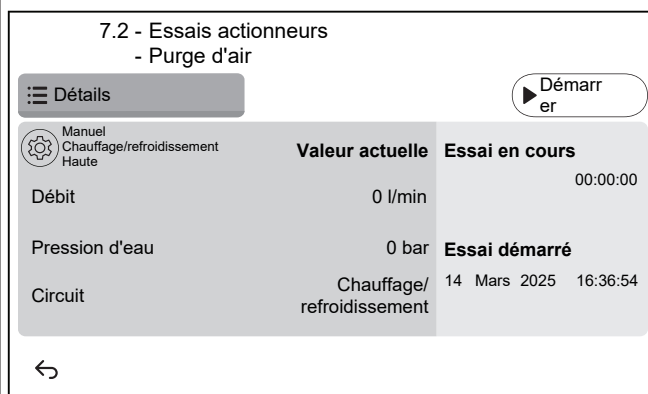 7.2 - Essais actionneurs
- Purge d'air
Détails
Démarr
er
Manuel
Chauffage/refroidissement
Haute
Valeur actuelle
Essai en cours
00:00:00
Débit
0 l/min
Pression d'eau
0 bar
Essai démarré
Circuit
Chauffage/
refroidissement
14 Mars 2025 16:36:54